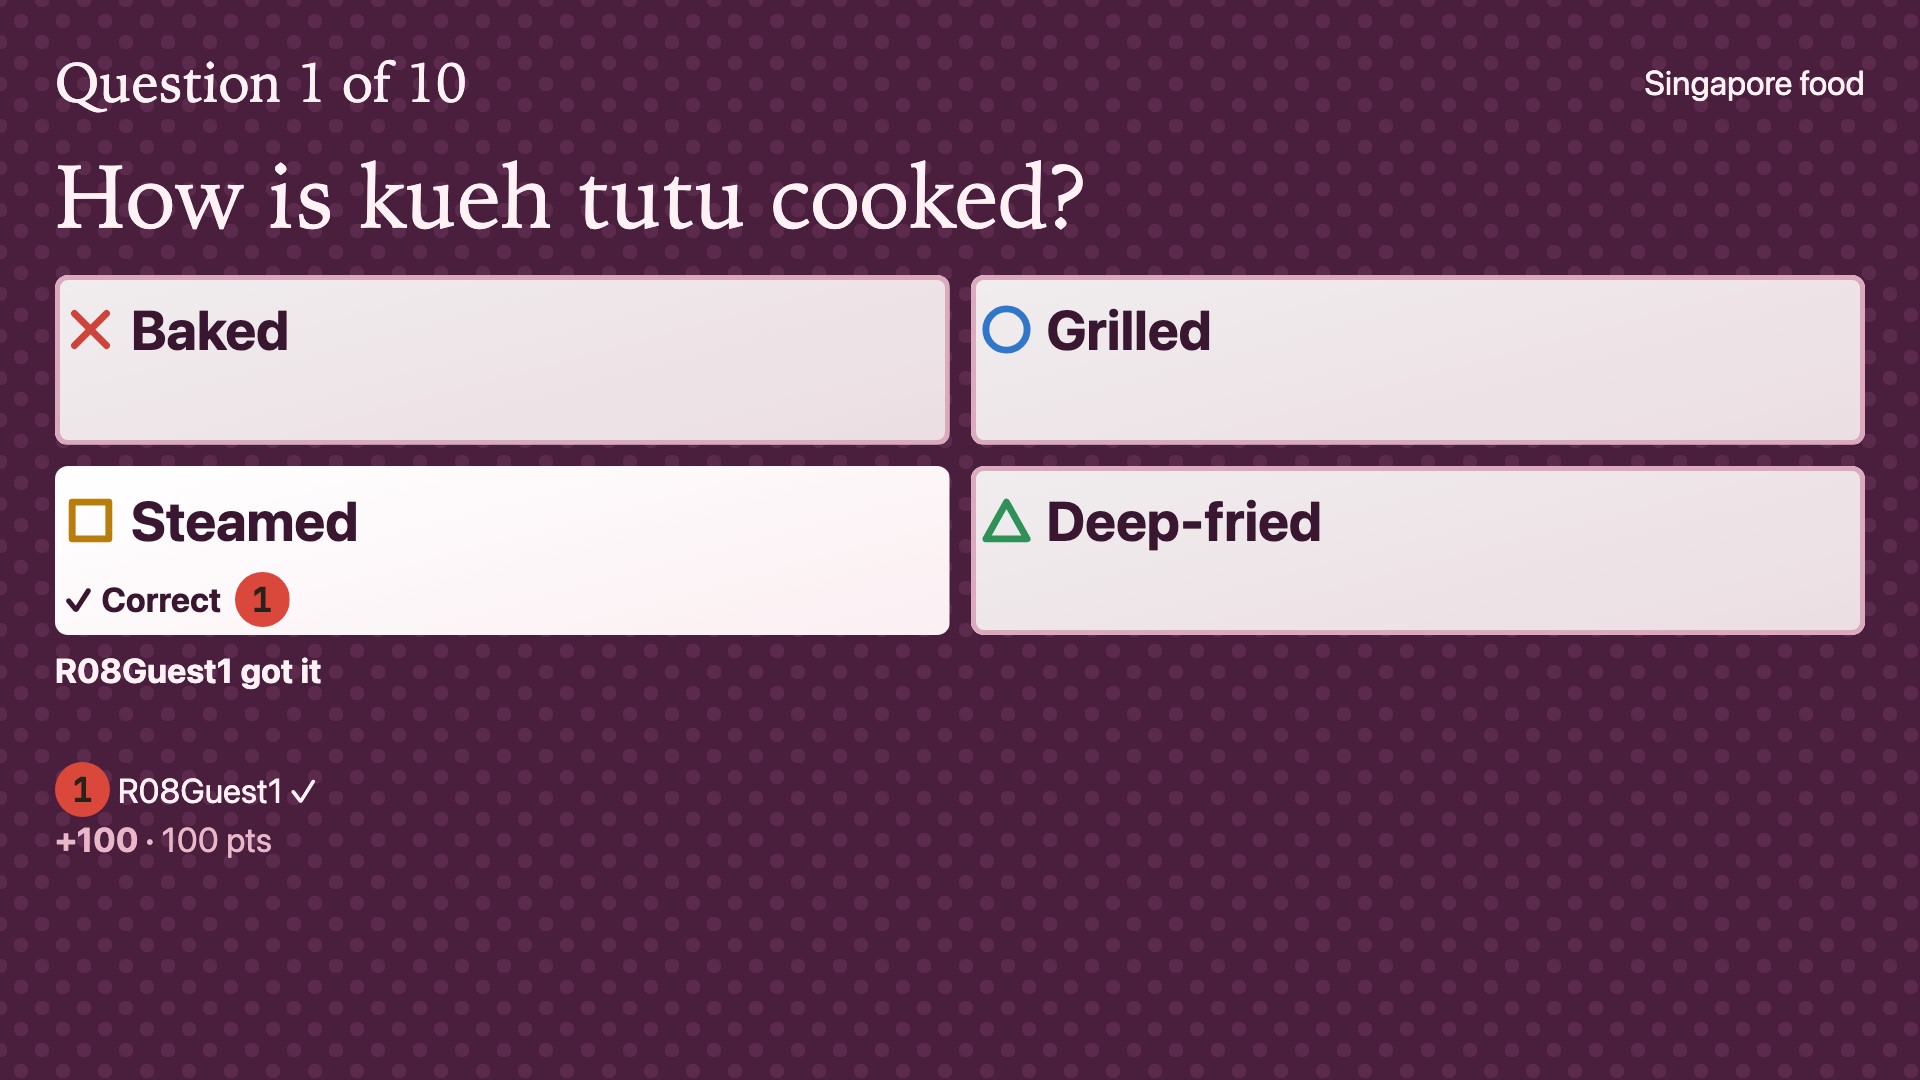 Question 1 of 10
Singapore food
How is kueh tutu cooked?
Baked
Grilled
Steamed
✓ Correct 1
Deep-fried
R08Guest1 got it
1 R08Guest1 ✓
+100 · 100 pts